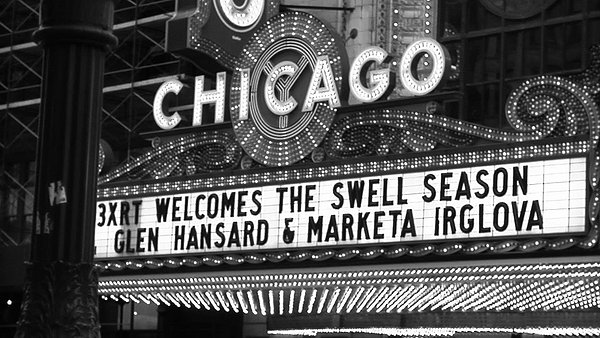 CHICAGO
3XRT WELCOMES THE SWELL SEASON
GLEN HANSARD & MARKETA IRGLOVA